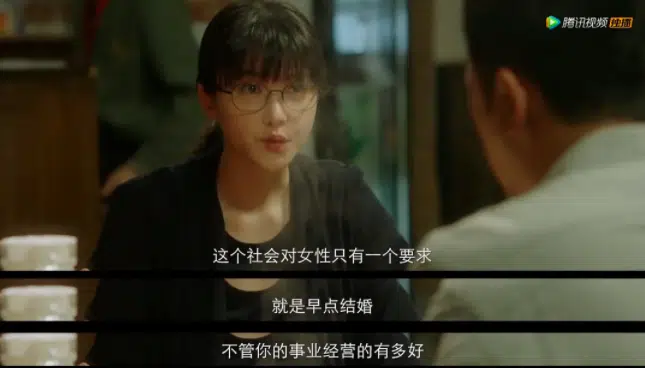 腾讯视频 独播
这个社会对女性只有一个要求
就是早点结婚
不管你的事业经营的有多好